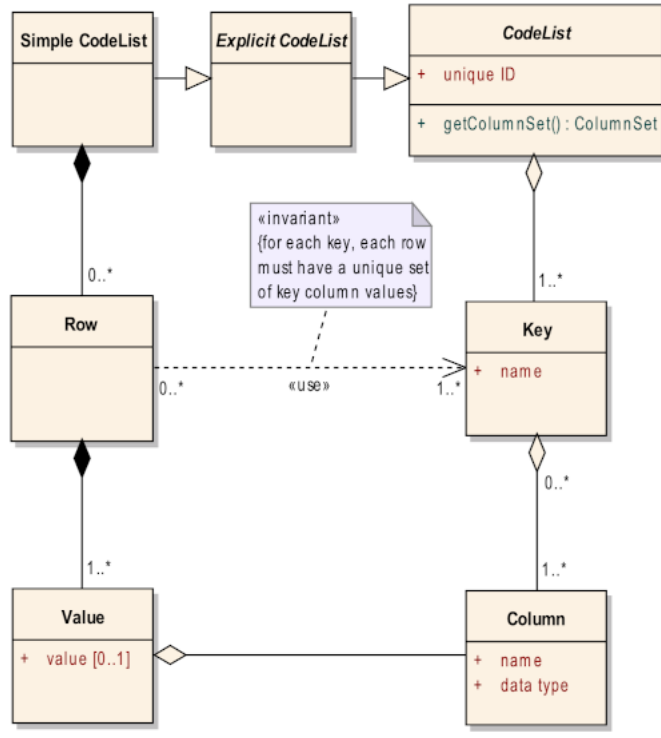 Simple CodeList
Explicit CodeList
CodeList
+ unique ID
+ getColumnSet() : ColumnSet
«invariant»
{for each key, each row
must have a unique set
of key column values}
0..*
1..*
Row
Key
+ name
0..*
«use»
1..*
0..*
1..*
1..*
Value
+ value [0..1]
Column
+ name
+ data type